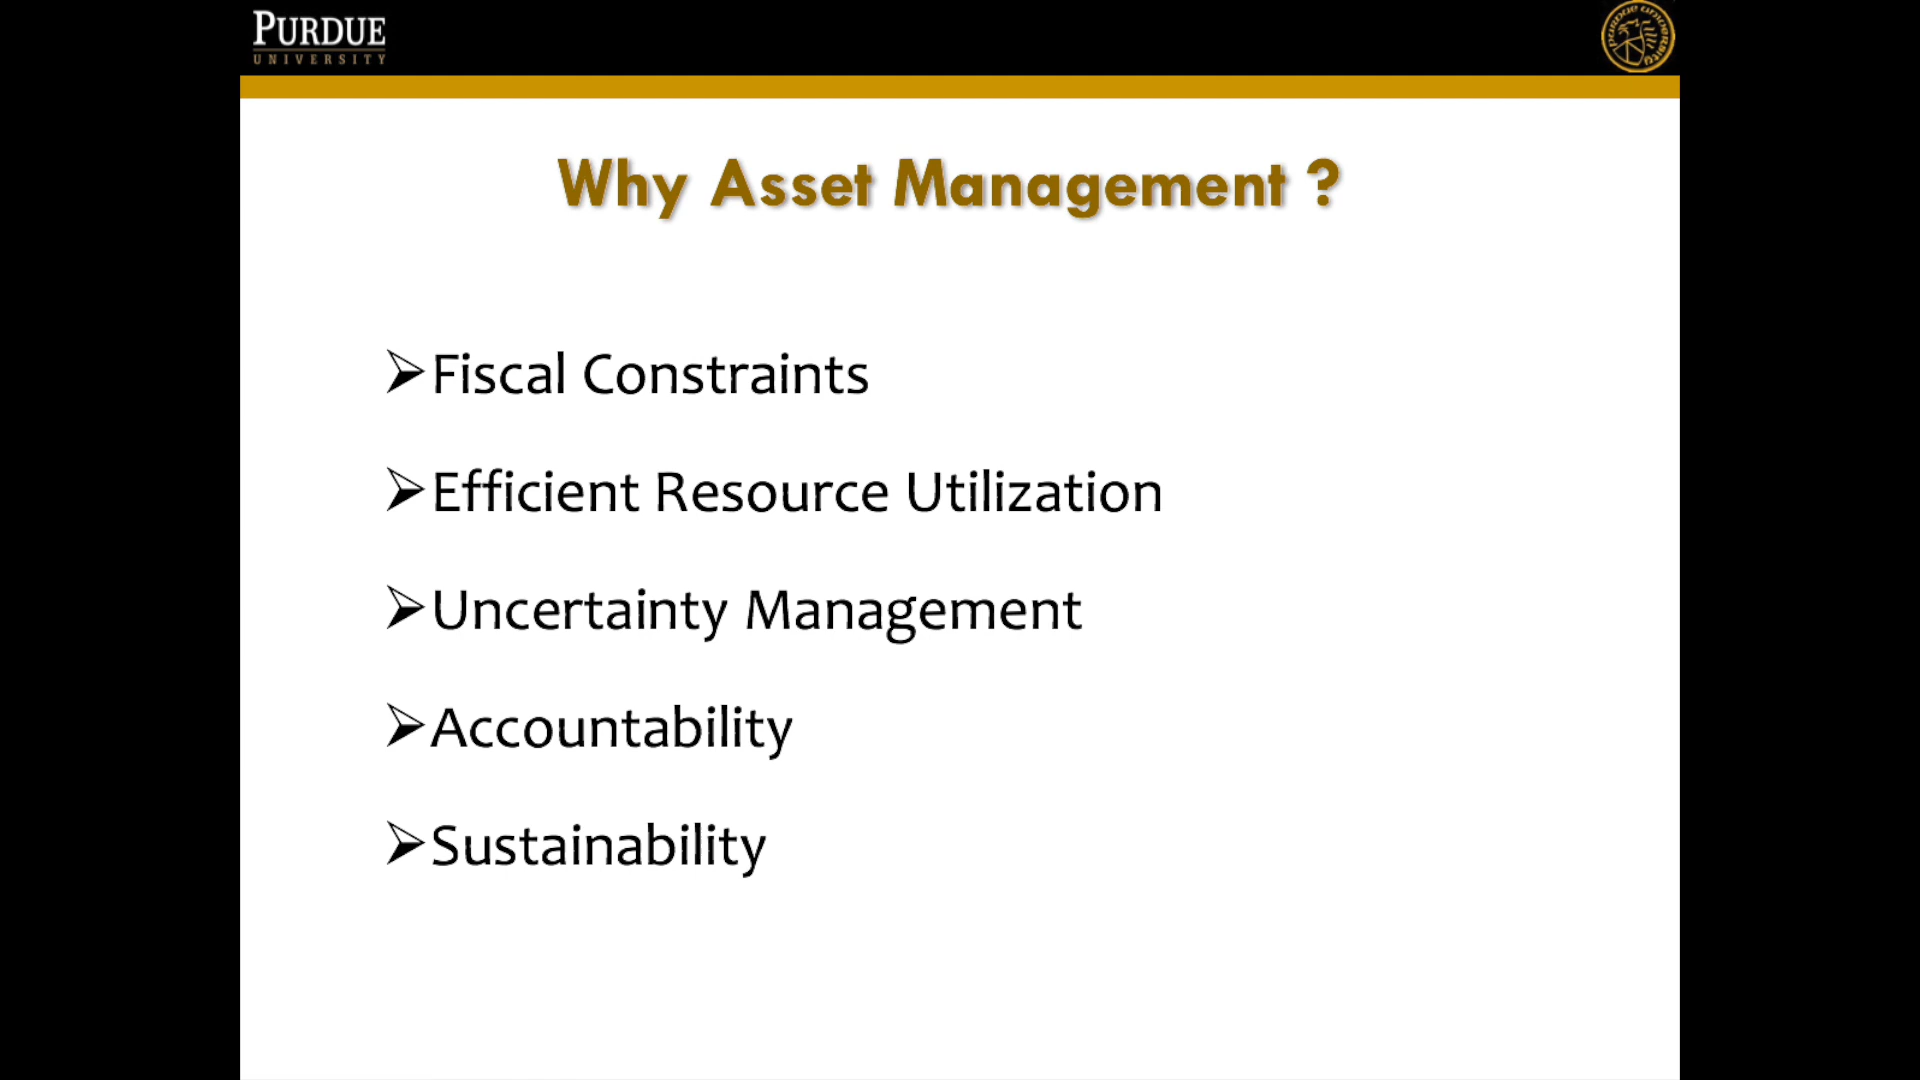 PURDUE
UNIVERSITY
Why Asset Management ?
➢Fiscal Constraints
➢Efficient Resource Utilization
➢Uncertainty Management
➢Accountability
➢Sustainability